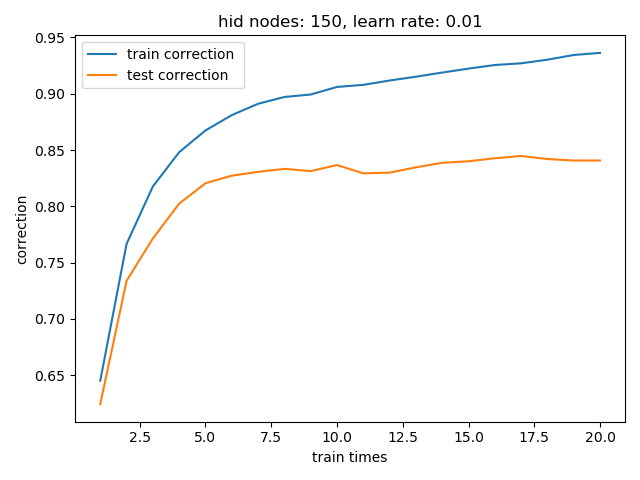 hid nodes: 150, learn rate: 0.01
train correction
test correction
correction
0.95
0.90
0.85
0.80
0.75
0.70
0.65
2.5 5.0 7.5 10.0 12.5 15.0 17.5 20.0
train times